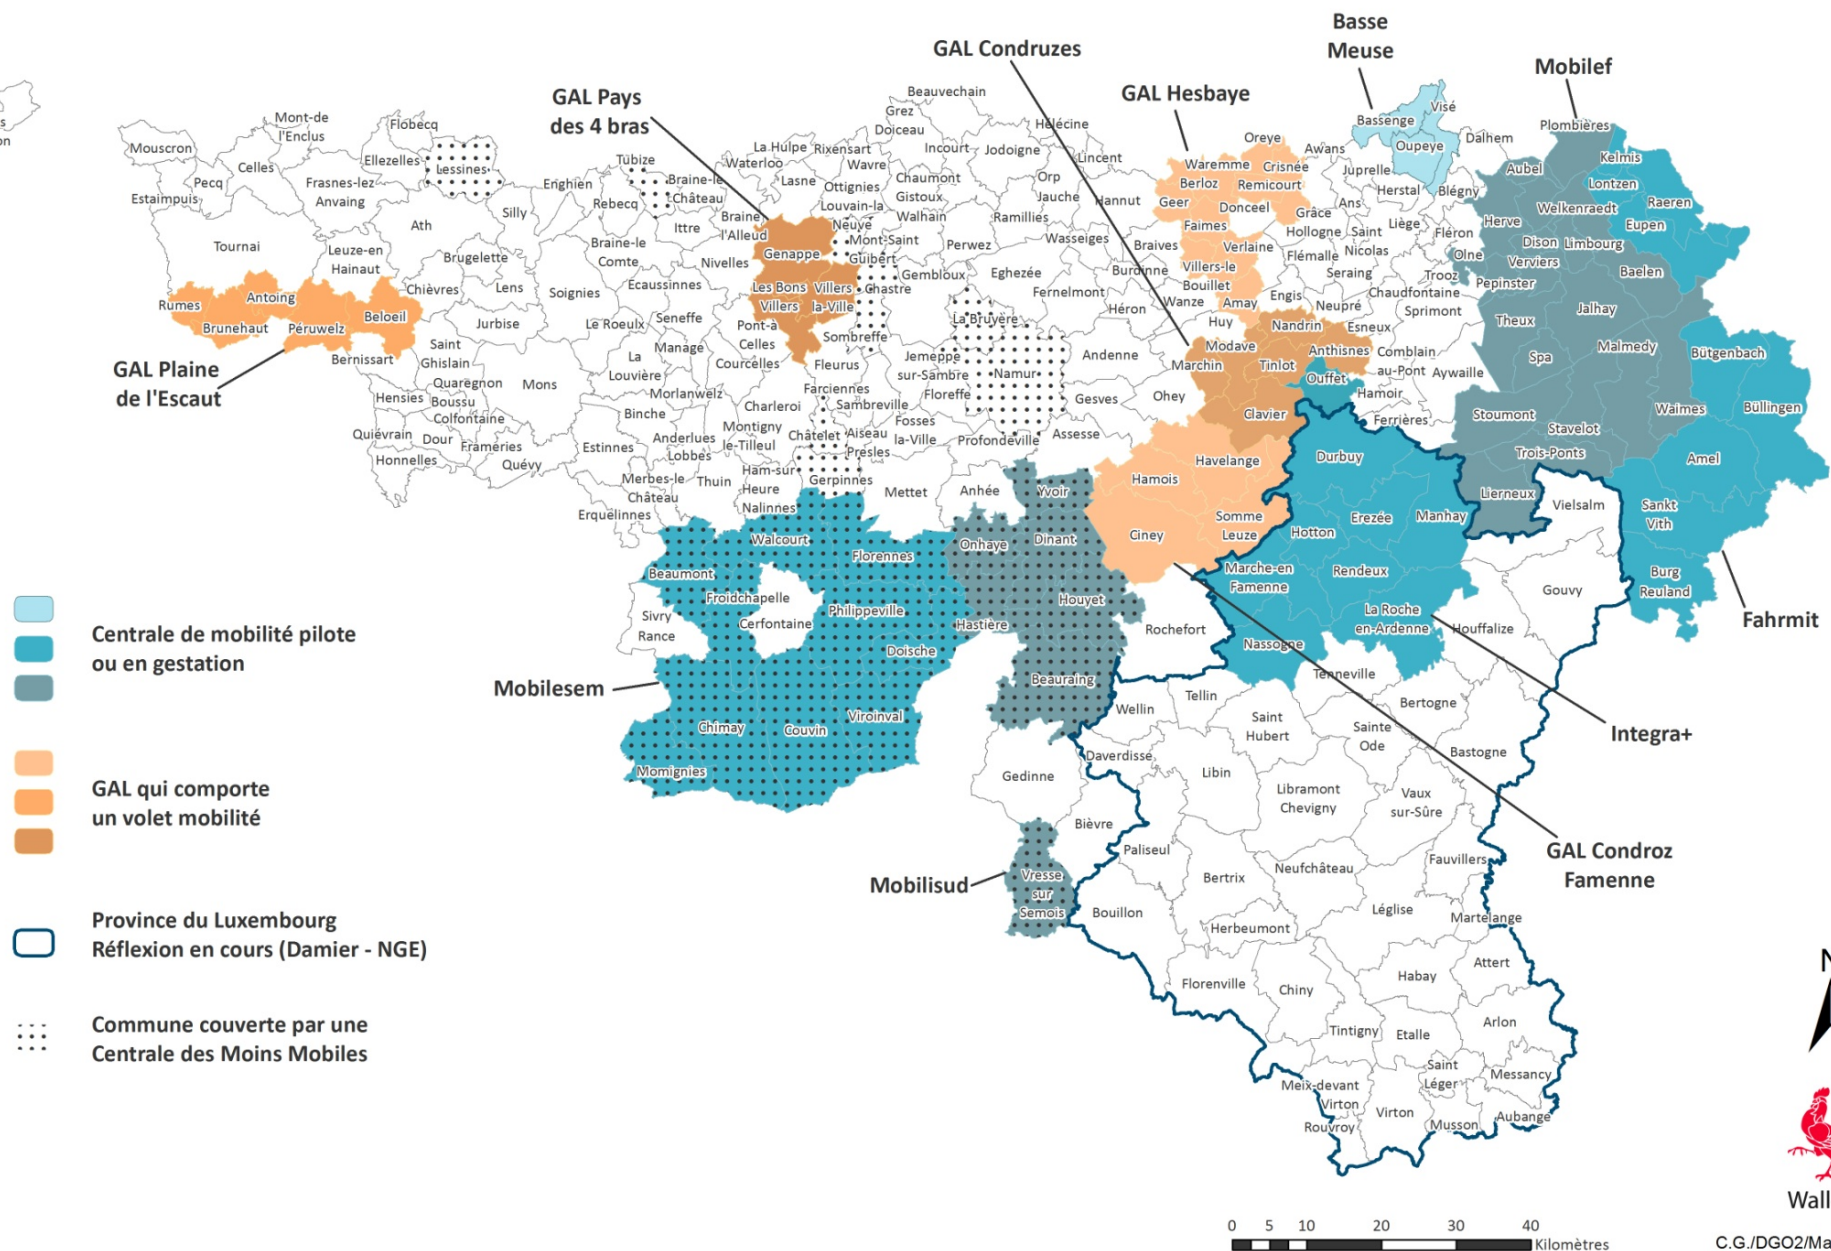 Basse
Meuse
GAL Condruzes
Mobilef
GAL Hesbaye
GAL Pays
des 4 bras
Beauvechain
Grez
Doiceau
Hélécine
Visé
Bassenge
Oupeye
Dalhem
Plombières
Mont-de
l'Enclus
Flobecq
Mouscron
Celles
Ellezelles
Lessines
Pecq
Estaimpuis
Frasnes-lez
Anvaing
Tubize
Enghien
Rebecq
Braine-le
Château
La Hulpe
Rixensart
Waterloo
Wavre
Lasne
Incourt
Jodoigne
Lincent
Ottignies
Louvain-la
Neuve
Chaumont
Gistoux
Orp
Jauche
Hannut
Walhain
Ramillies
Oreye
Awans
Waremme
Crisnée
Berloz
Remicourt
Geer
Donceel
Faimes
Juprelle
Herstal
Blégny
Ans
Grâce
Hollogne
Liège
Saint
Nicolas
Fléron
Aubel
Kelmis
Lontzen
Raeren
Welkenraedt
Eupen
Herve
Dison
Limbourg
Verviers
Baelen
Olne
Pepinster
Trooz
Tournai
Ath
Silly
Leuze-en
Hainaut
Brugelette
Chièvres
Lens
Soignies
Braine-le
Comte
Ecaussinnes
Ittre
Braine
l'Alleud
Nivelles
Genappe
Les Bons
Villers
Villers
la-Ville
Mont-Saint
Guibert
Chastre
Perwez
Gembloux
Eghezée
Wasseiges
Braives
Burdinne
Fernelmont
Héron
Wanze
Verlaine
Villers-le
Bouillet
Amay
Flémalle
Seraing
Engis
Neupré
Chaudfontaine
Sprimont
Esneux
Huy
Nandrin
Modave
Anthisnes
Marchin
Tinlot
Ouffet
Clavier
Comblain
au-Pont
Aywaille
Hamoir
Ferrières
Theux
Jalhay
Spa
Malmedy
Bütgenbach
Büllingen
Waimes
Stoumont
Stavelot
Trois-Ponts
Amel
Lierneux
Vielsalm
Sankt
Vith
Burg
Reuland
Gouvy
Fahrmit
Rumes
Antoing
Brunehaut
Péruwelz
Beloeil
Bernissart
GAL Plaine
de l'Escaut
Jurbise
Saint
Ghislain
Hensies
Quaregnon
Boussu
Colfontaine
Mons
Quiévrain
Dour
Frameries
Honnelles
Quévy
Le Roeulx
Seneffe
La
Louvière
Manage
Morlanwelz
Binche
Estinnes
Anderlues
Lobbes
Merbes-le
Château
Thuin
Erquelinnes
Pont-à
Celles
Courcelles
Charleroi
Montigny
le-Tilleul
Châtelet
Ham-sur
Heure
Nalinnes
Gerpinnes
Fleurus
Farciennes
Sambreville
Aiseau
Presles
Fosses
la-Ville
Sombreffe
Jemeppe
sur-Sambre
Floreffe
La Bruyère
Namur
Andenne
Gesves
Ohey
Profondeville
Assesse
Mettet
Anhée
Yvoir
Onhaye
Dinant
Hastière
Houyet
Beauraing
Havelange
Hamois
Ciney
Somme
Leuze
Rochefort
Durbuy
Hotton
Erezée
Manhay
Rendeux
Marche-en
Famenne
La Roche
en-Ardenne
Nassogne
Houffalize
Tenneville
Walcourt
Florennes
Beaumont
Froidchapelle
Philippeville
Sivry
Rance
Cerfontaine
Doische
Chimay
Couvin
Viroinval
Momignies
Mobilesem
Integra+
Gedinne
Daverdisse
Wellin
Tellin
Saint
Hubert
Sainte
Ode
Bertogne
Bastogne
Libin
Libramont
Chevigny
Vaux
sur-Sûre
Bièvre
Paliseul
Bertrix
Neufchâteau
Fauvillers
GAL Condroz
Famenne
Mobilisud
Vresse
sur
Semois
Bouillon
Herbeumont
Léglise
Martelange
Florenville
Chiny
Habay
Attert
Tintigny
Etalle
Arlon
Meix-devant
Virton
Saint
Léger
Messancy
Rouvroy
Virton
Musson
Aubange
Centrale de mobilité pilote
ou en gestation
GAL qui comporte
un volet mobilité
Province du Luxembourg
Réflexion en cours (Damier - NGE)
Commune couverte par une
Centrale des Moins Mobiles
0 5 10 20 30 40
Kilomètres
Wall
C.G./DGO2/Ma